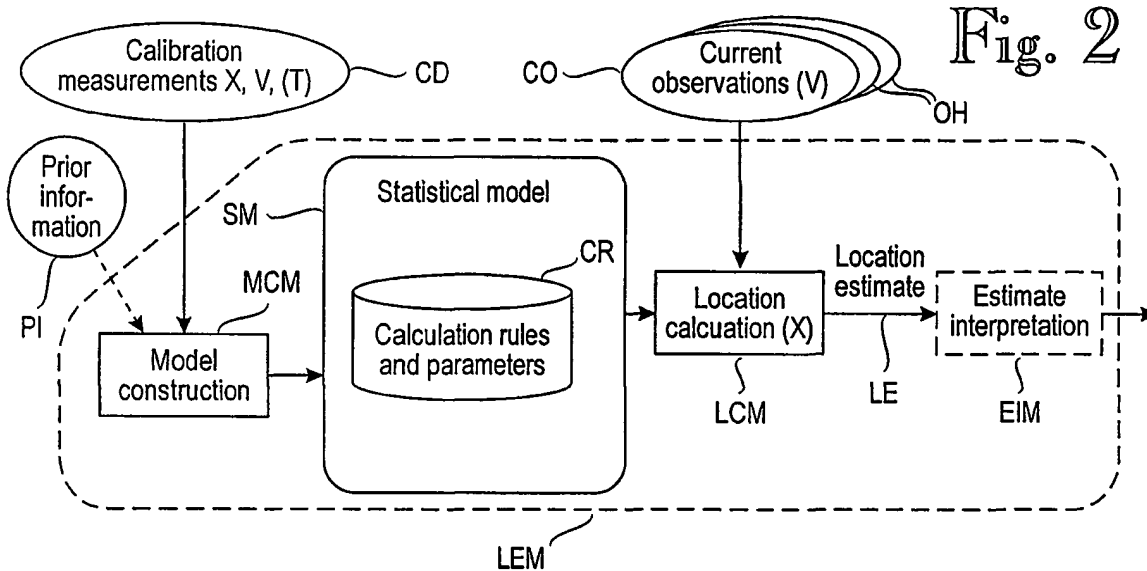 Fig. 2
Calibration
measurements X, V, (T)
CD
CO
Current
observations (V)
OH
Prior
infor-
mation
PI
SM
Statistical model
CR
Calculation rules
and parameters
MCM
Model
construction
Location
calcuation (X)
LCM
Location
estimate
LE
Estimate
interpretation
EIM
LEM